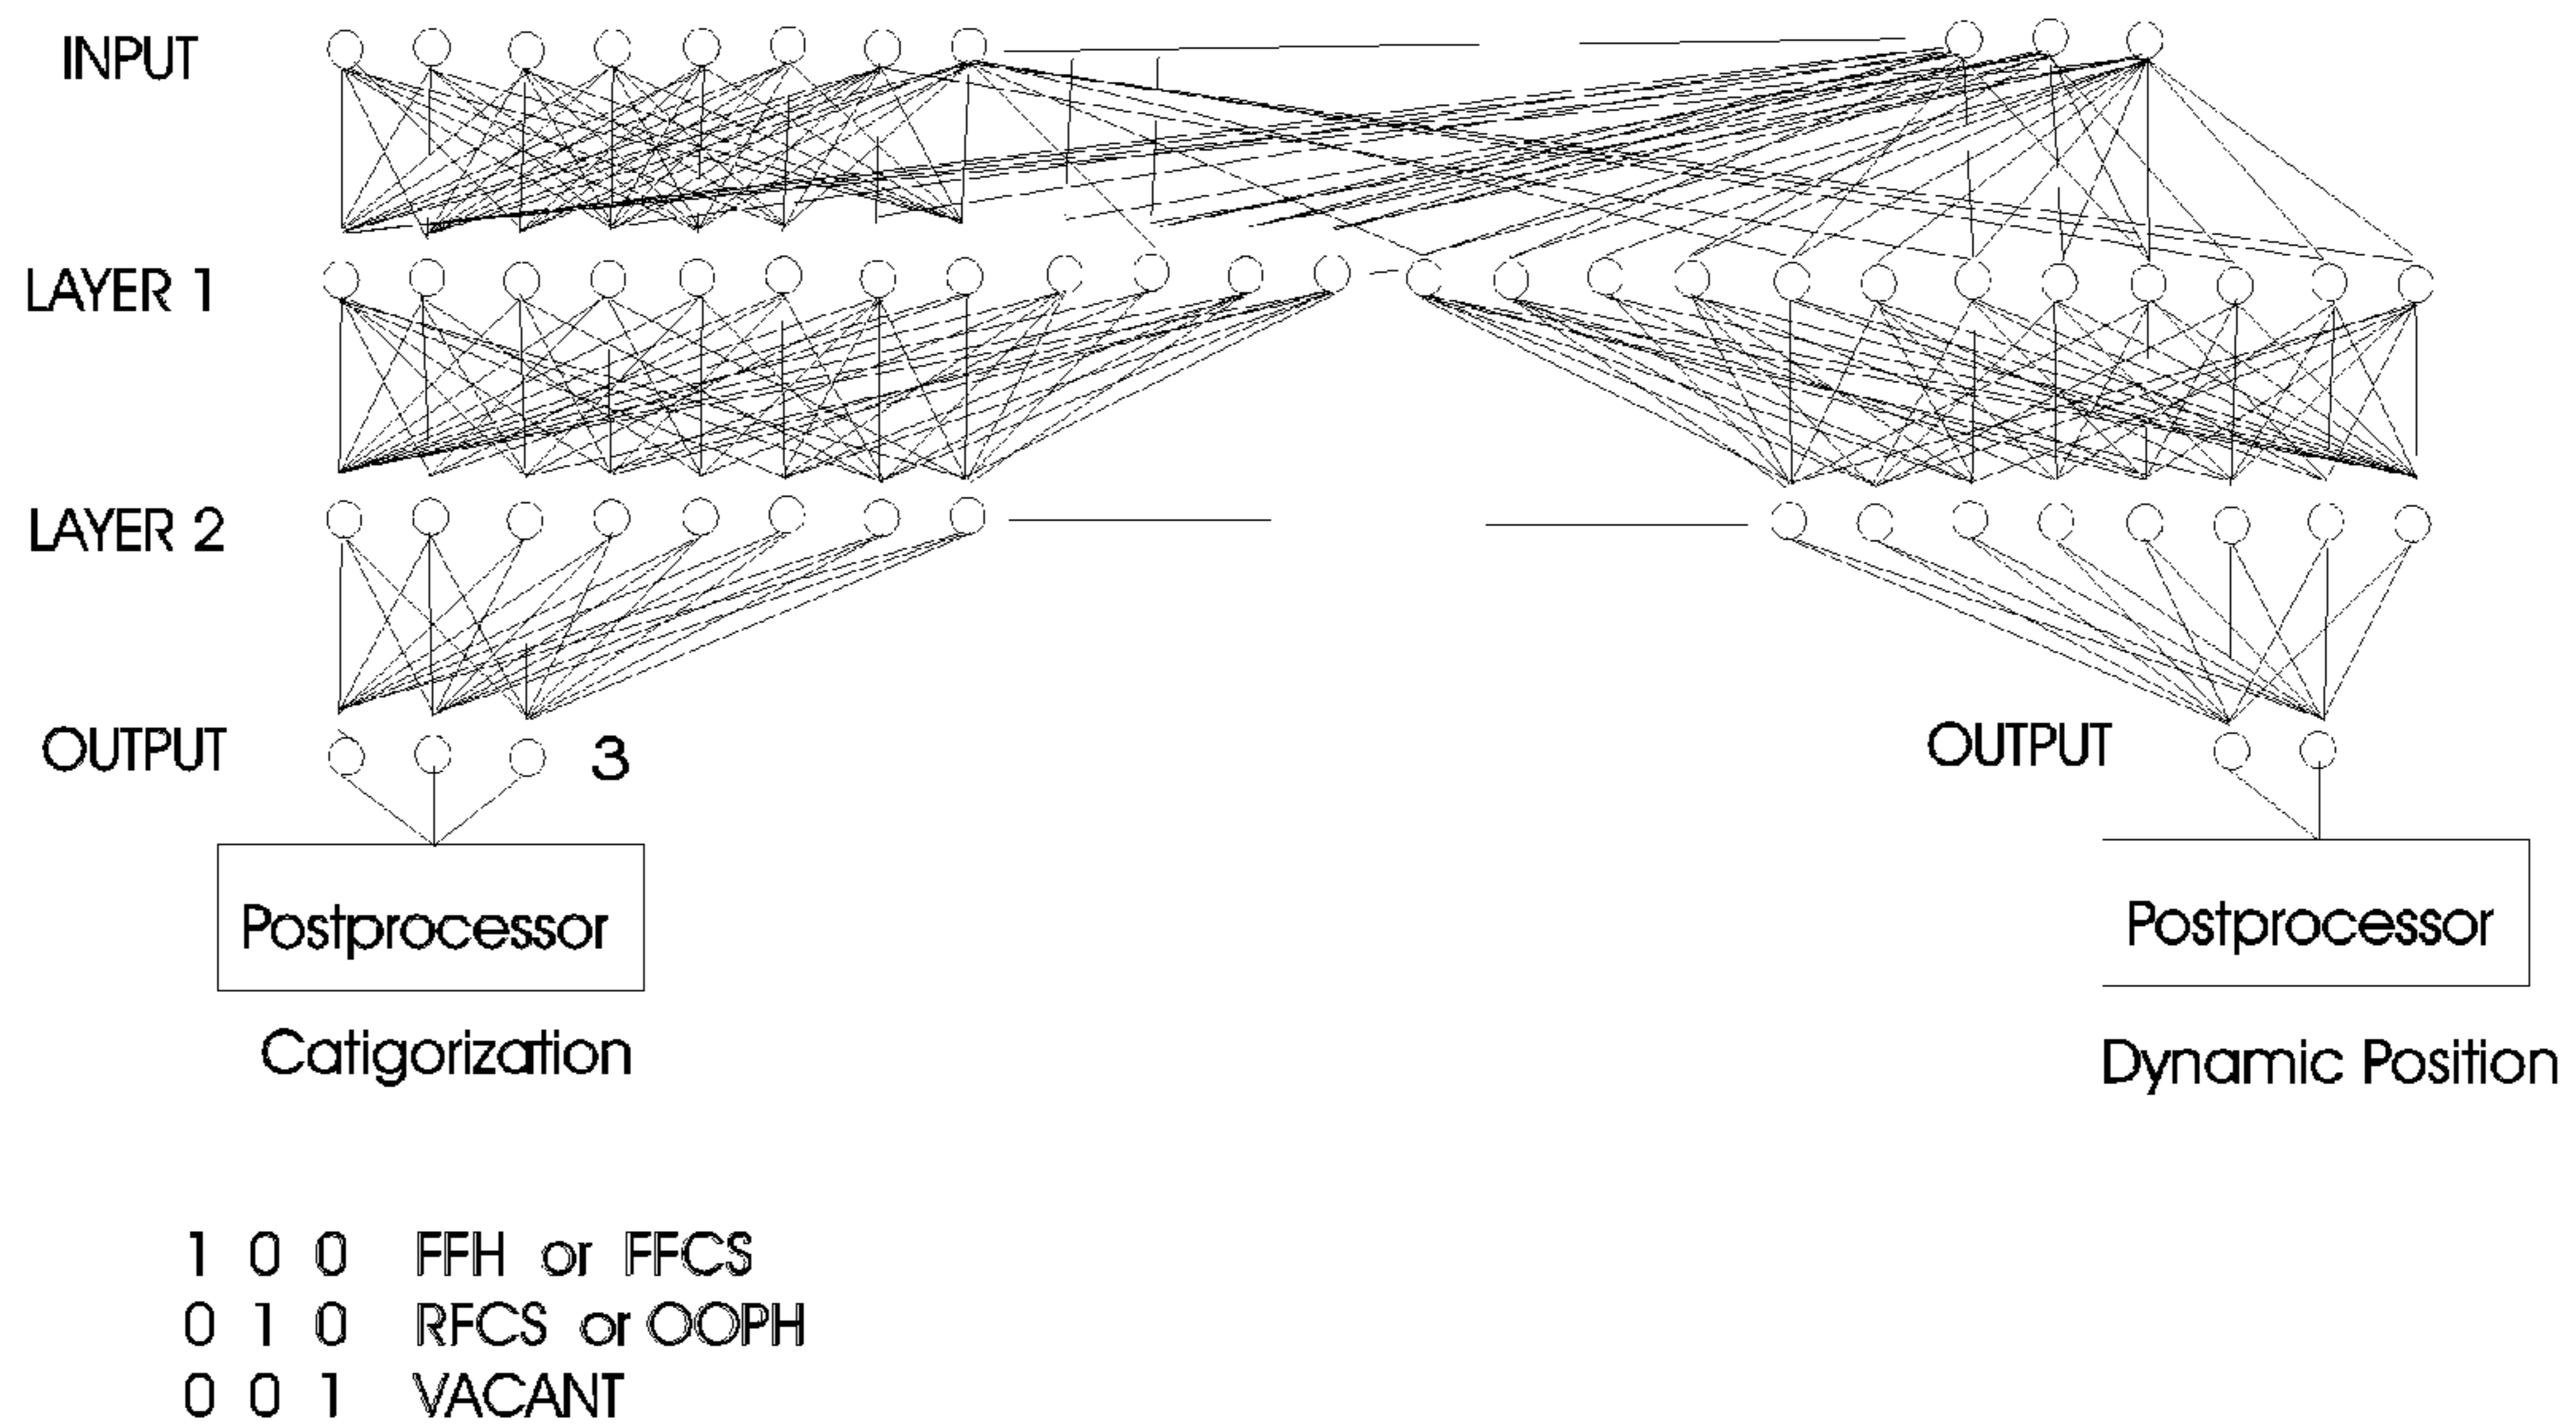 INPUT
LAYER 1
LAYER 2
OUTPUT 3
OUTPUT
Postprocessor
Postprocessor
Catigorization
Dynamic Position
1 0 0 FFH or FFCS
0 1 0 RFCS or OOPH
0 0 1 VACANT